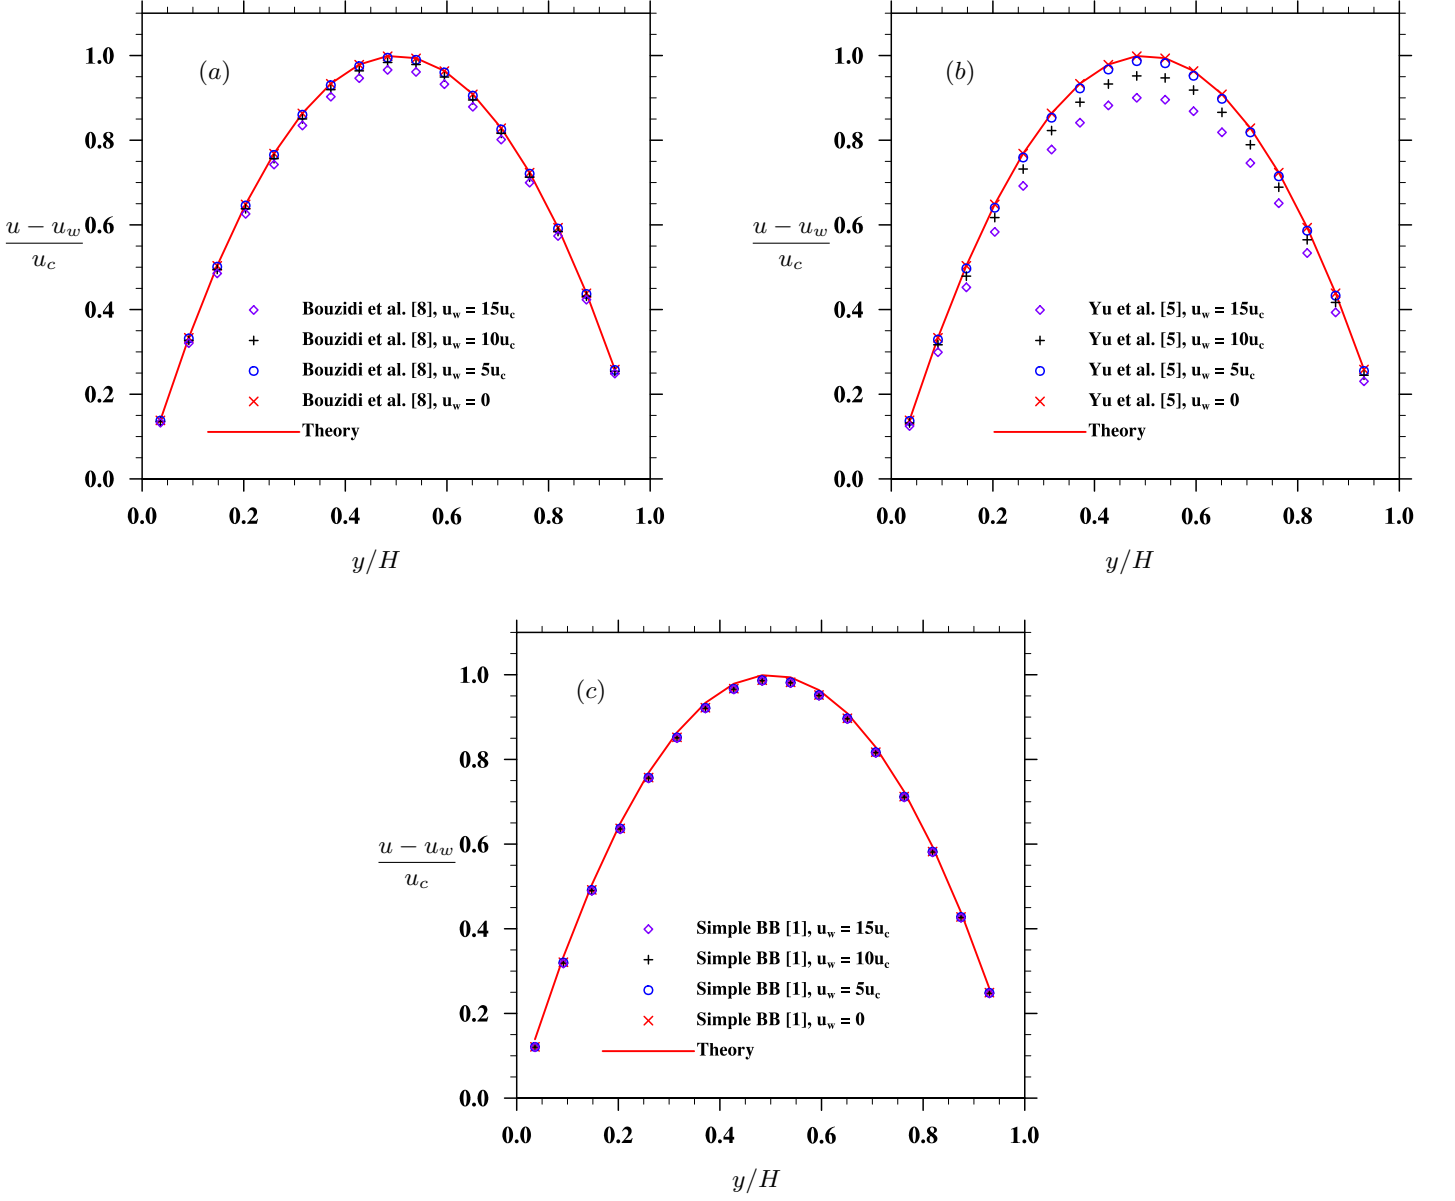 (a)
1.0
0.8
0.6
0.4
0.2
0.0
u − u_w
u_c
Bouzidi et al. [8], u_w = 15u_c
Bouzidi et al. [8], u_w = 10u_c
Bouzidi et al. [8], u_w = 5u_c
Bouzidi et al. [8], u_w = 0
Theory
0.0 0.2 0.4 0.6 0.8 1.0
y/H
(b)
1.0
0.8
0.6
0.4
0.2
0.0
u − u_w
u_c
Yu et al. [5], u_w = 15u_c
Yu et al. [5], u_w = 10u_c
Yu et al. [5], u_w = 5u_c
Yu et al. [5], u_w = 0
Theory
0.0 0.2 0.4 0.6 0.8 1.0
y/H
(c)
1.0
0.8
0.6
0.4
0.2
0.0
u − u_w
u_c
Simple BB [1], u_w = 15u_c
Simple BB [1], u_w = 10u_c
Simple BB [1], u_w = 5u_c
Simple BB [1], u_w = 0
Theory
0.0 0.2 0.4 0.6 0.8 1.0
y/H